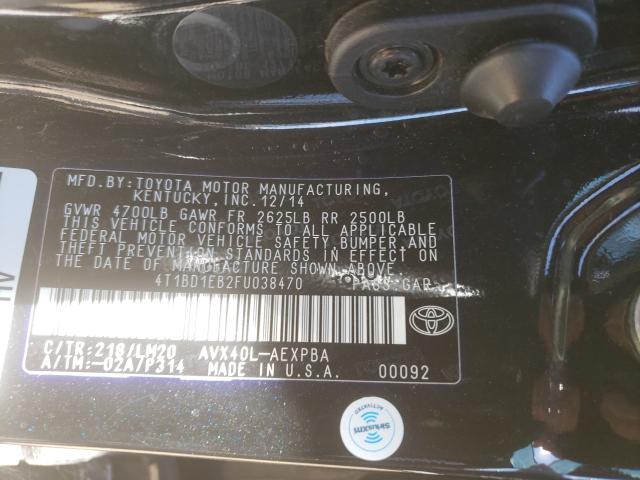 MFD.BY: TOYOTA MOTOR MANUFACTURING,
KENTUCKY, INC. 12/14
GVWR 4700LB GAWR FR 2625LB RR 2500LB
THIS VEHICLE CONFORMS TO ALL APPLICABLE
FEDERAL MOTOR VEHICLE SAFETY BUMPER AND
THEFT PREVENTION STANDARDS IN EFFECT ON
THE DATE OF MANUFACTURE SHOWN ABOVE.
4T1BD1EB2FU038470 PASS CAR
C/TR:218/LM20 AVX40L-AEXPBA
A/TM:-02A/P314 MADE IN U.S.A. 00092
ACTIVATED
SiriusXM